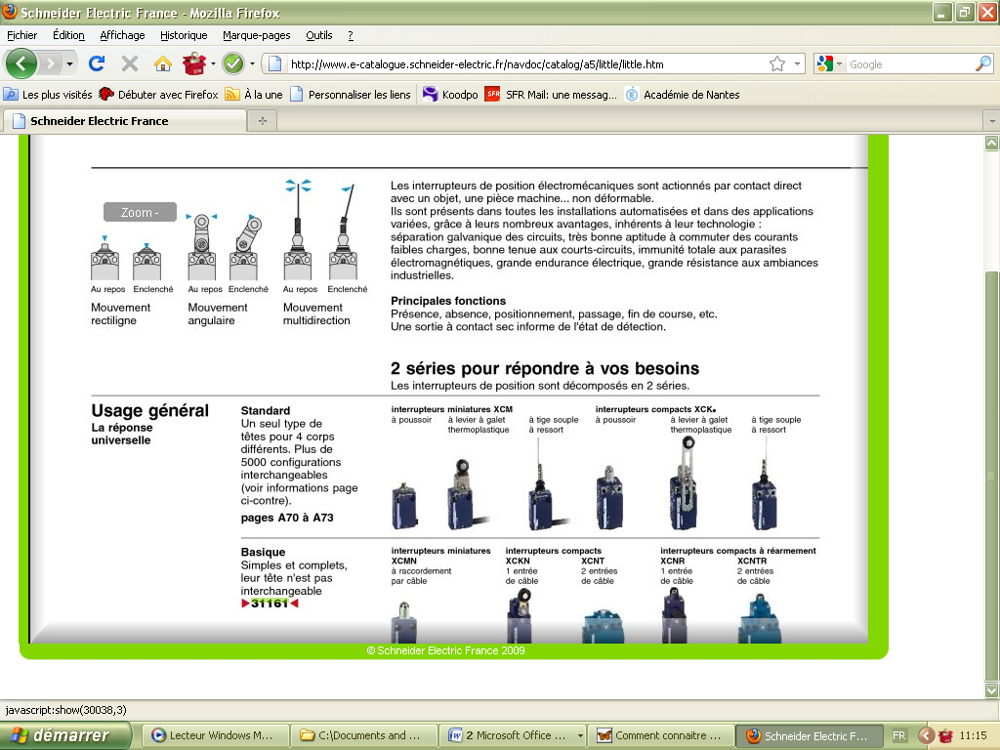 Schneider Electric France - Mozilla Firefox
Fichier Édition Affichage Historique Marque-pages Outils ?
http://www.e-catalogue.schneider-electric.fr/navdoc/catalog/a5/little/little.htm
Google
Les plus visités Débuter avec Firefox À la une Personnaliser les liens Koodpo SFR SFR Mail: une messag... Académie de Nantes
Schneider Electric France
Zoom -
Au repos Enclenché Au repos Enclenché Au repos Enclenché
Mouvement rectiligne
Mouvement angulaire
Mouvement multidirection
Les interrupteurs de position électromécaniques sont actionnés par contact direct
avec un objet, une pièce machine... non déformable.
Ils sont présents dans toutes les installations automatisées et dans des applications
variées, grâce à leurs nombreux avantages, inhérents à leur technologie :
séparation galvanique des circuits, très bonne aptitude à commuter des courants
faibles charges, bonne tenue aux courts-circuits, immunité totale aux parasites
électromagnétiques, grande endurance électrique, grande résistance aux ambiances
industrielles.
Principales fonctions
Présence, absence, positionnement, passage, fin de course, etc.
Une sortie à contact sec informe de l'état de détection.
2 séries pour répondre à vos besoins
Les interrupteurs de position sont décomposés en 2 séries.
Usage général
La réponse
universelle
Standard
Un seul type de
têtes pour 4 corps
différents. Plus de
5000 configurations
interchangeables
(voir informations page
ci-contre).
pages A70 à A73
interrupteurs miniatures XCM
à poussoir
à levier à galet
thermoplastique
à tige souple
à ressort
interrupteurs compacts XCK•
à poussoir
à levier à galet
thermoplastique
à tige souple
à ressort
Basique
Simples et complets,
leur tête n'est pas
interchangeable
31161
interrupteurs miniatures
XCMN
à raccordement
par câble
interrupteurs compacts
XCKN
1 entrée
de câble
XCNT
2 entrées
de câble
interrupteurs compacts à réarmement
XCNR
1 entrée
de câble
XCNTR
2 entrées
de câble
© Schneider Electric France 2009
javascript:show(30038,3)
démarrer
Lecteur Windows M...
C:\Documents and ...
2 Microsoft Office ...
Comment connaitre ...
Schneider Electric F...
FR
11:15